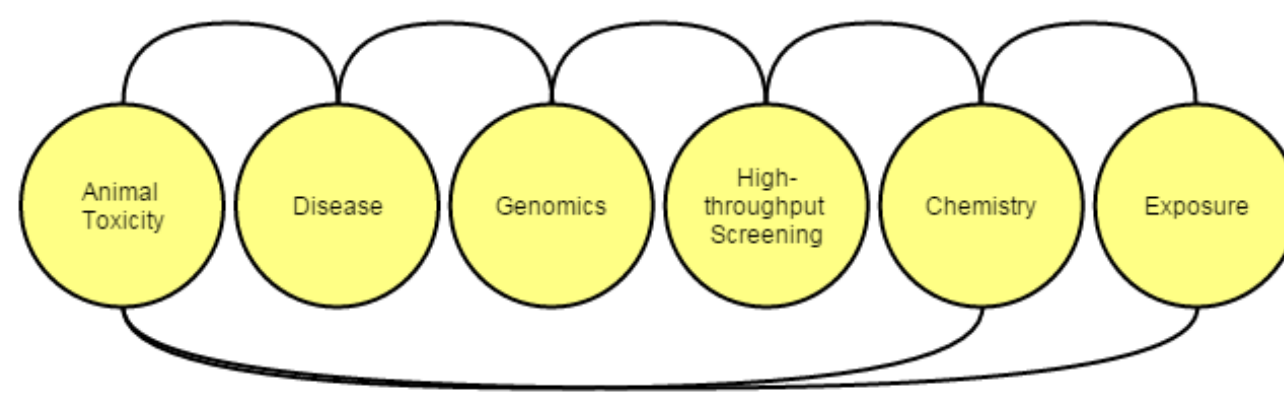 Animal
Toxicity
Disease
Genomics
High-
throughput
Screening
Chemistry
Exposure